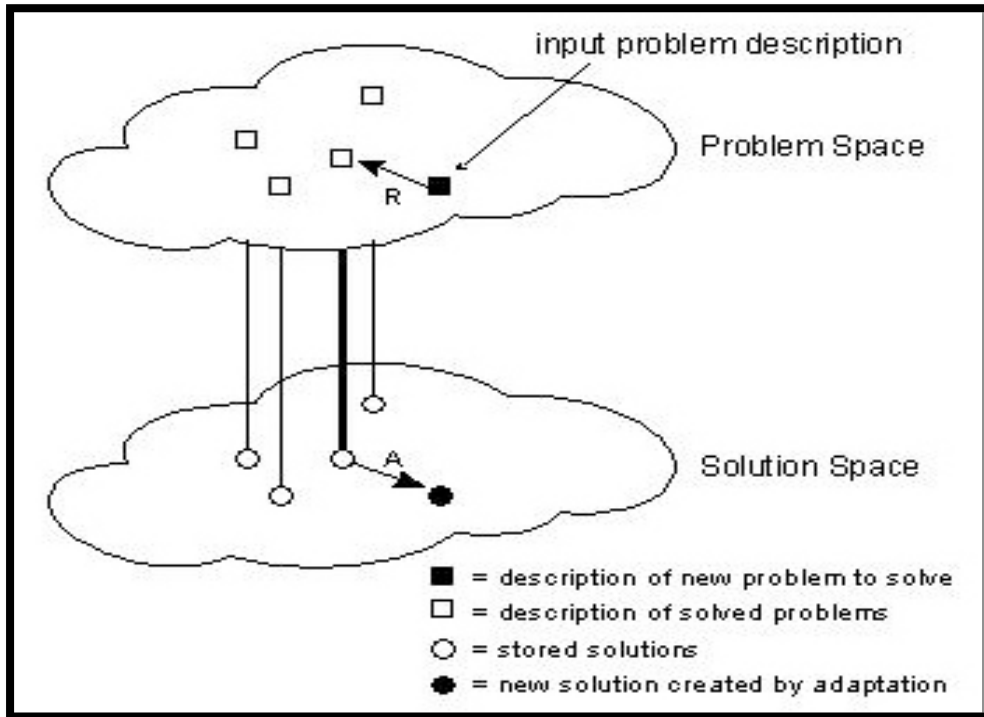 input problem description
Problem Space
R
A
Solution Space
= description of new problem to solve
= description of solved problems
= stored solutions
= new solution created by adaptation